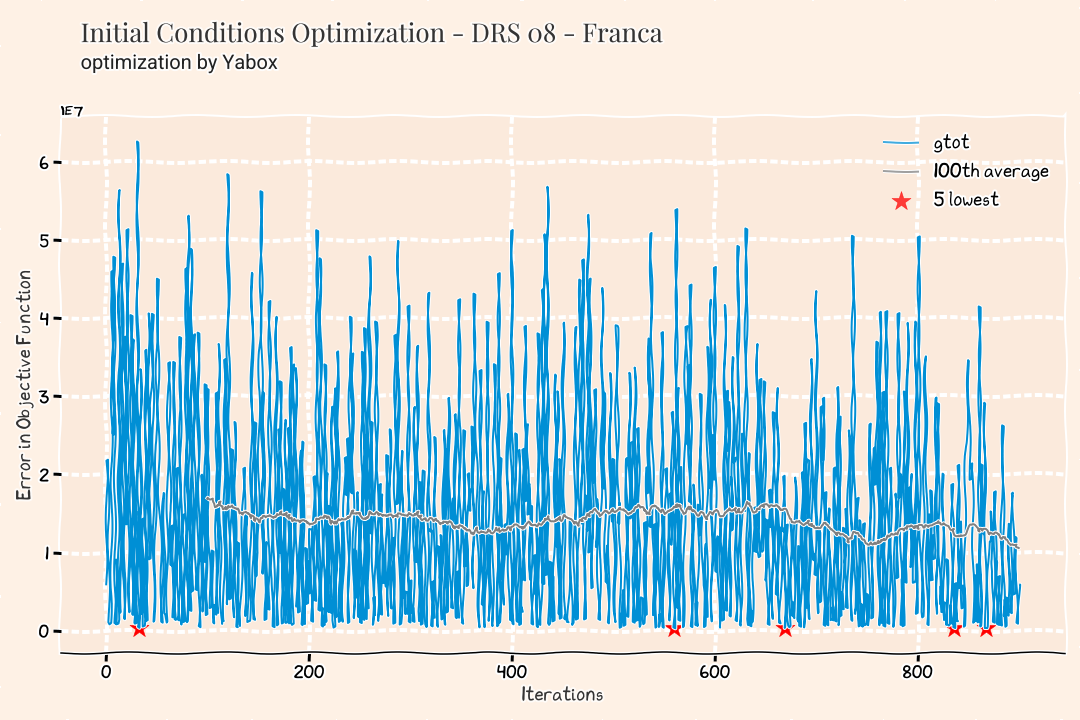 Initial Conditions Optimization - DRS 08 - Franca
optimization by Yabox
1E7
gtot
100th average
5 lowest
6
5
4
3
2
1
0
Error in Objective Function
0 200 400 600 800
Iterations